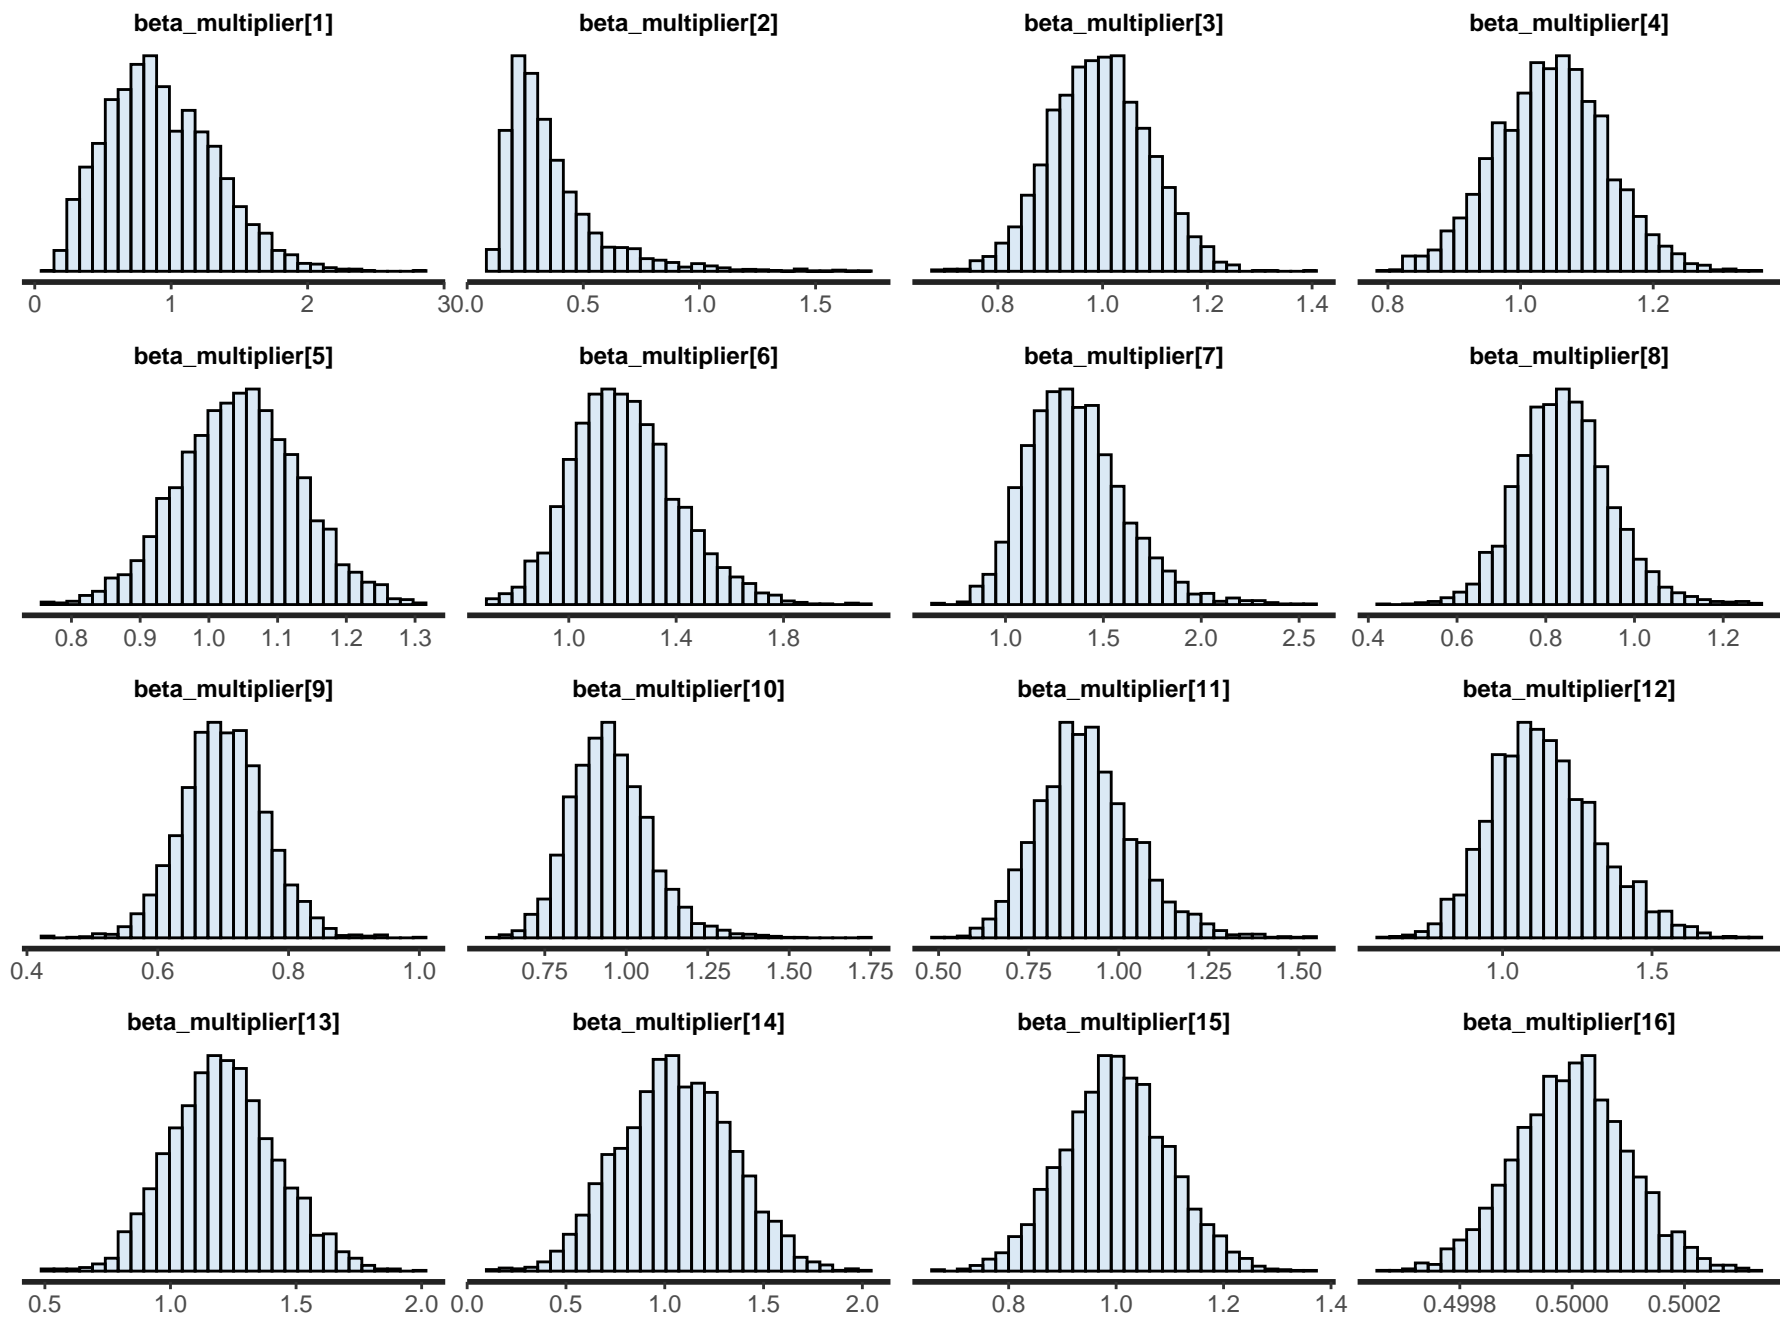 beta_multiplier[1] beta_multiplier[2] beta_multiplier[3] beta_multiplier[4]
0 1 2 3 0.0 0.5 1.0 1.5 0.8 1.0 1.2 1.4 0.8 1.0 1.2
beta_multiplier[5] beta_multiplier[6] beta_multiplier[7] beta_multiplier[8]
0.8 0.9 1.0 1.1 1.2 1.3 1.0 1.4 1.8 1.0 1.5 2.0 2.5 0.4 0.6 0.8 1.0 1.2
beta_multiplier[9] beta_multiplier[10] beta_multiplier[11] beta_multiplier[12]
0.4 0.6 0.8 1.0 0.75 1.00 1.25 1.50 1.75 0.50 0.75 1.00 1.25 1.50 1.0 1.5
beta_multiplier[13] beta_multiplier[14] beta_multiplier[15] beta_multiplier[16]
0.5 1.0 1.5 2.0 0.0 0.5 1.0 1.5 2.0 0.8 1.0 1.2 1.4 0.4998 0.5000 0.5002